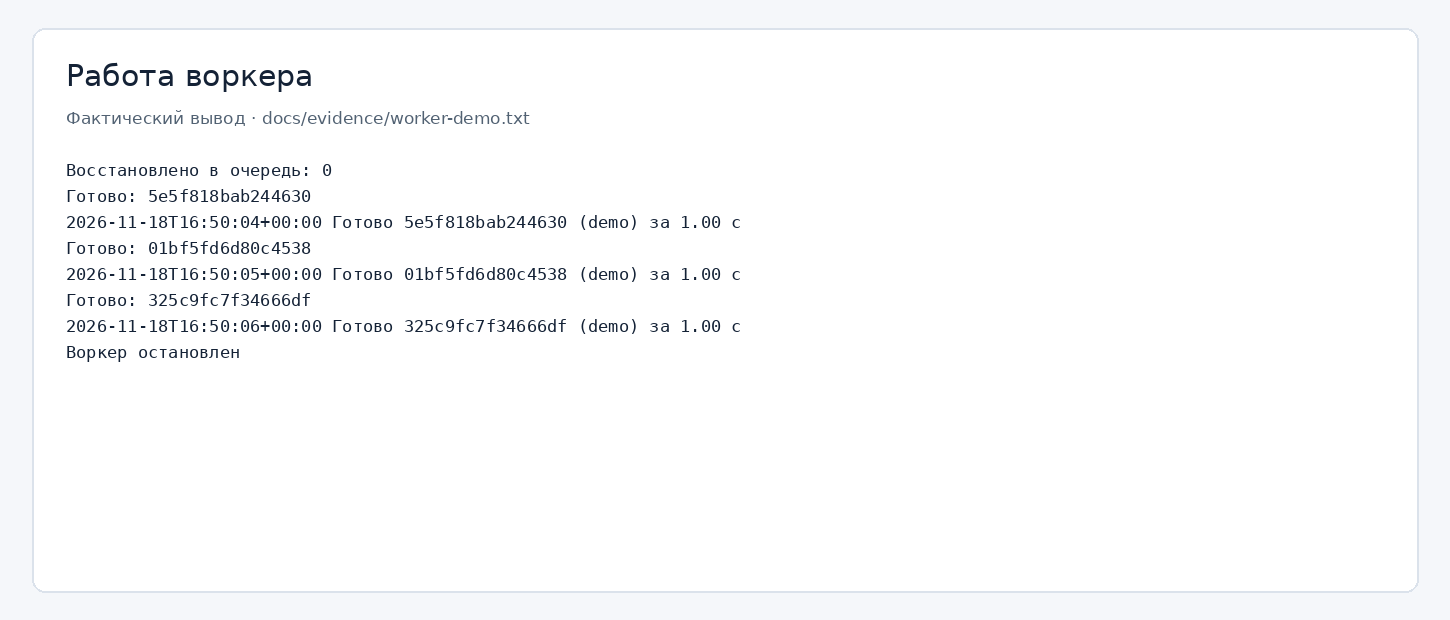 Работа воркера
Фактический вывод · docs/evidence/worker-demo.txt
Восстановлено в очередь: 0
Готово: 5e5f818bab244630
2026-11-18T16:50:04+00:00 Готово 5e5f818bab244630 (demo) за 1.00 с
Готово: 01bf5fd6d80c4538
2026-11-18T16:50:05+00:00 Готово 01bf5fd6d80c4538 (demo) за 1.00 с
Готово: 325c9fc7f34666df
2026-11-18T16:50:06+00:00 Готово 325c9fc7f34666df (demo) за 1.00 с
Воркер остановлен